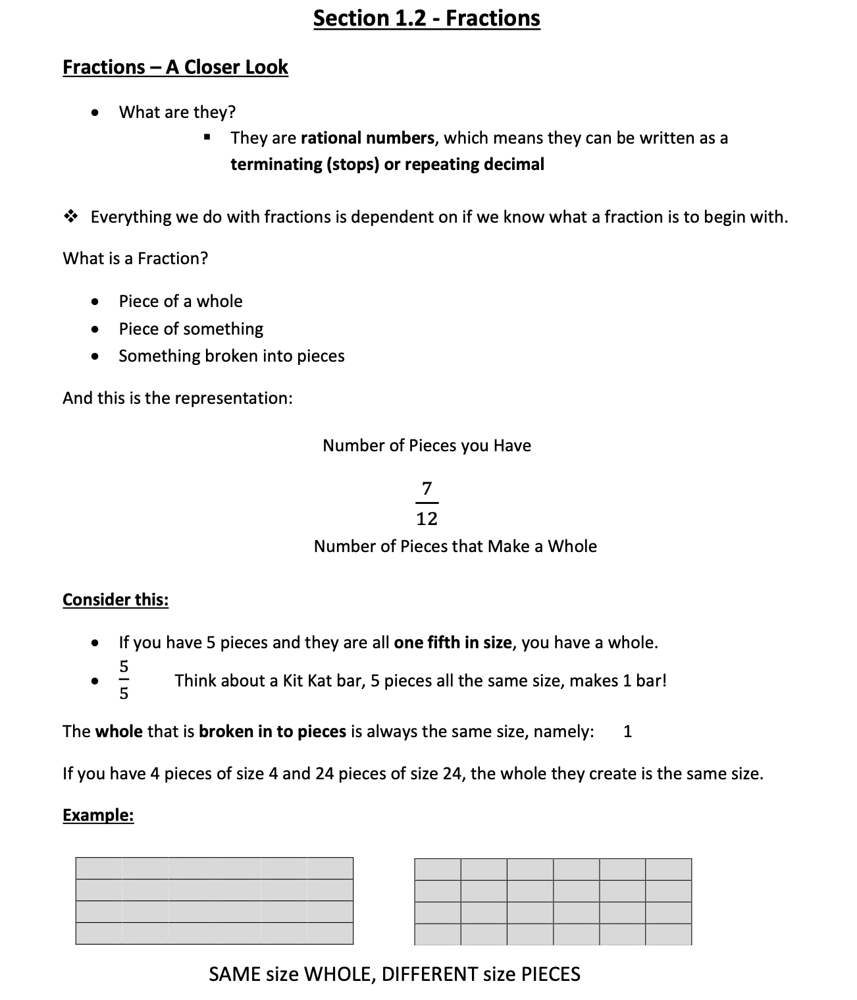 Section 1.2 - Fractions
Fractions – A Closer Look
• What are they?
▪ They are rational numbers, which means they can be written as a
terminating (stops) or repeating decimal
❖ Everything we do with fractions is dependent on if we know what a fraction is to begin with.
What is a Fraction?
• Piece of a whole
• Piece of something
• Something broken into pieces
And this is the representation:
Number of Pieces you Have
7
12
Number of Pieces that Make a Whole
Consider this:
• If you have 5 pieces and they are all one fifth in size, you have a whole.
• 5/5 Think about a Kit Kat bar, 5 pieces all the same size, makes 1 bar!
The whole that is broken in to pieces is always the same size, namely: 1
If you have 4 pieces of size 4 and 24 pieces of size 24, the whole they create is the same size.
Example:
SAME size WHOLE, DIFFERENT size PIECES